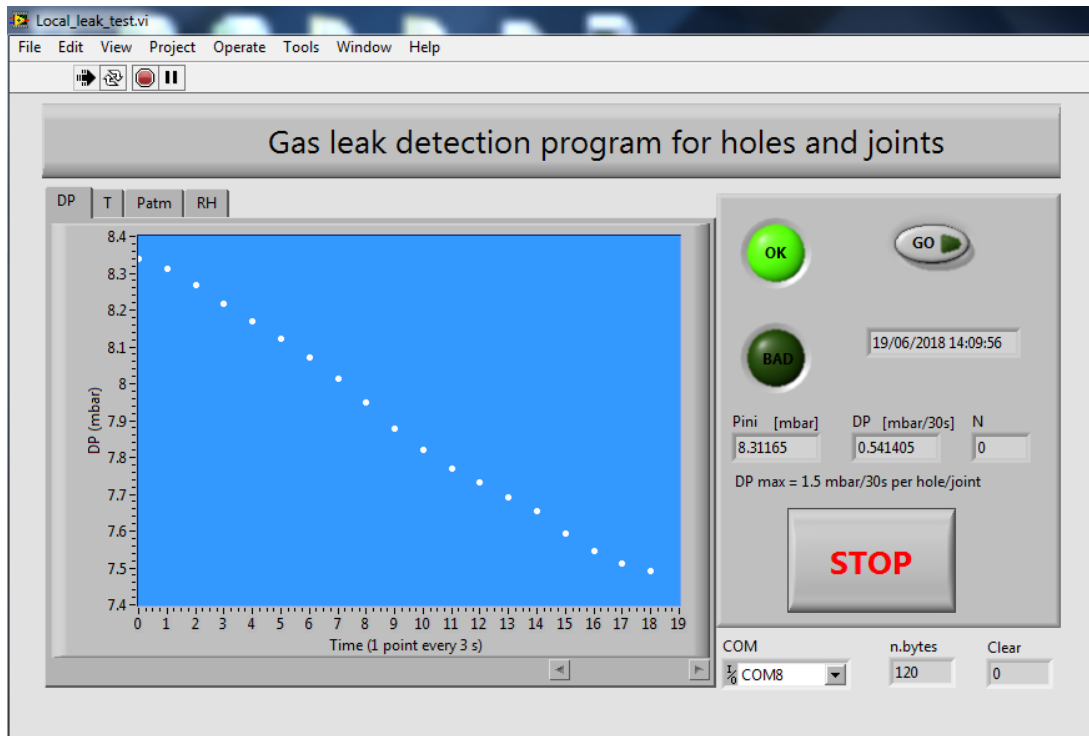 Local_leak_test.vi
File Edit View Project Operate Tools Window Help
Gas leak detection program for holes and joints
DP T Patm RH
8.4
8.3
8.2
8.1
8
7.9
7.8
7.7
7.6
7.5
7.4
DP (mbar)
0 1 2 3 4 5 6 7 8 9 10 11 12 13 14 15 16 17 18 19
Time (1 point every 3 s)
OK
GO
BAD
19/06/2018 14:09:56
Pini [mbar] DP [mbar/30s] N
8.31165 0.541405 0
DP max = 1.5 mbar/30s per hole/joint
STOP
COM n.bytes Clear
I/O COM8 120 0